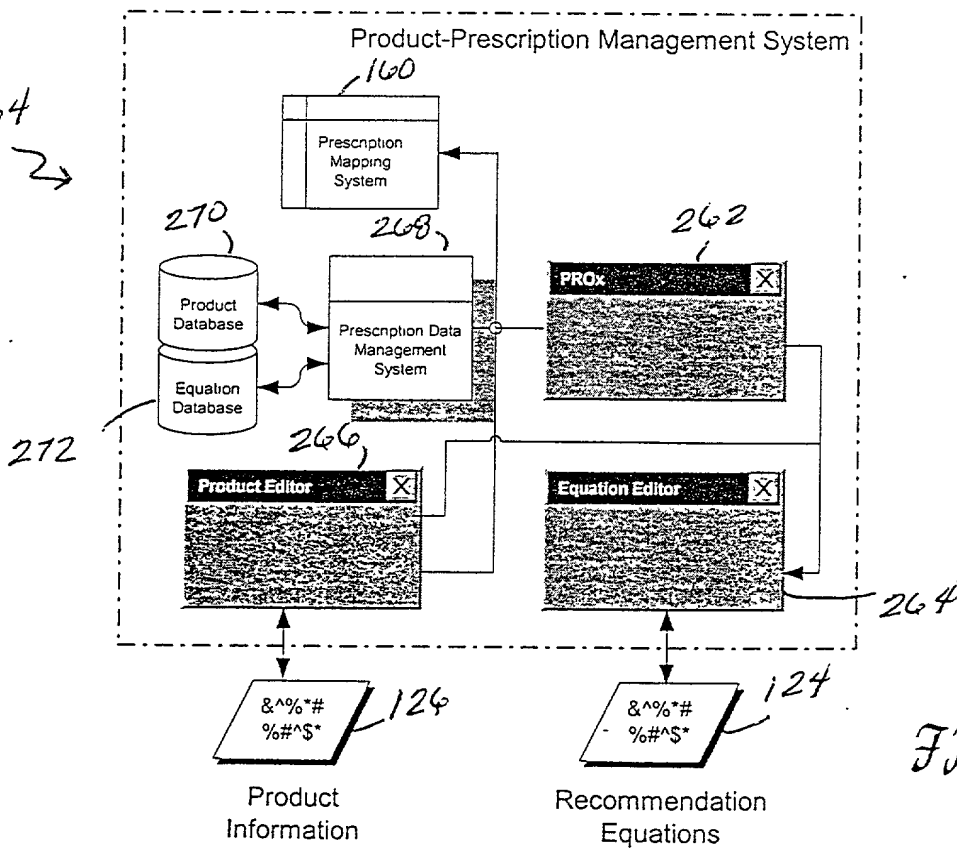 Product-Prescription Management System
160
Prescription
Mapping
System
270
268
262
Product
Database
Equation
Database
Prescription Data
Management
System
PROx
X
272
266
Product Editor
X
Equation Editor
X
264
&^%*#
%#^$*
126
&^%*#
%#^$*
124
Product
Information
Recommendation
Equations